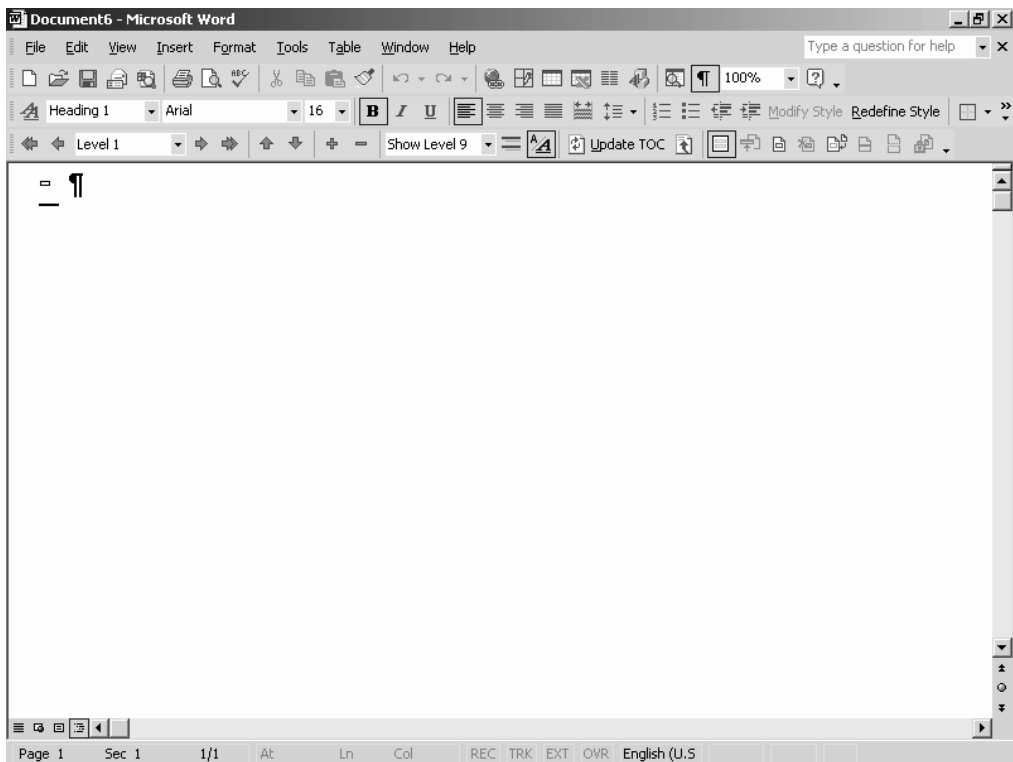 Document6 - Microsoft Word
File Edit View Insert Format Tools Table Window Help Type a question for help
¶ 100%
Heading 1 Arial 16 B I U Modify Style Redefine Style
Level 1 Show Level 9 Update TOC
¶
Page 1 Sec 1 1/1 At Ln Col REC TRK EXT OVR English (U.S